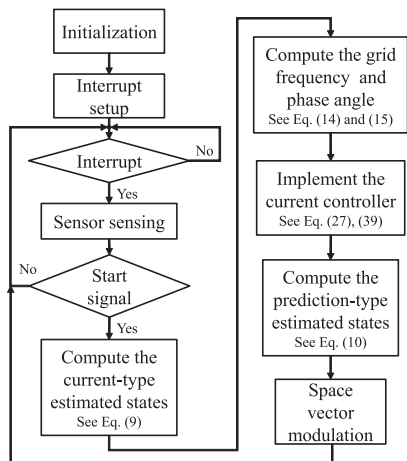 Initialization
Interrupt
setup
Interrupt
No
Yes
Sensor sensing
No
Start
signal
Yes
Compute the
current-type
estimated states
See Eq. (9)
Compute the grid
frequency and
phase angle
See Eq. (14) and (15)
Implement the
current controller
See Eq. (27), (39)
Compute the
prediction-type
estimated states
See Eq. (10)
Space
vector
modulation